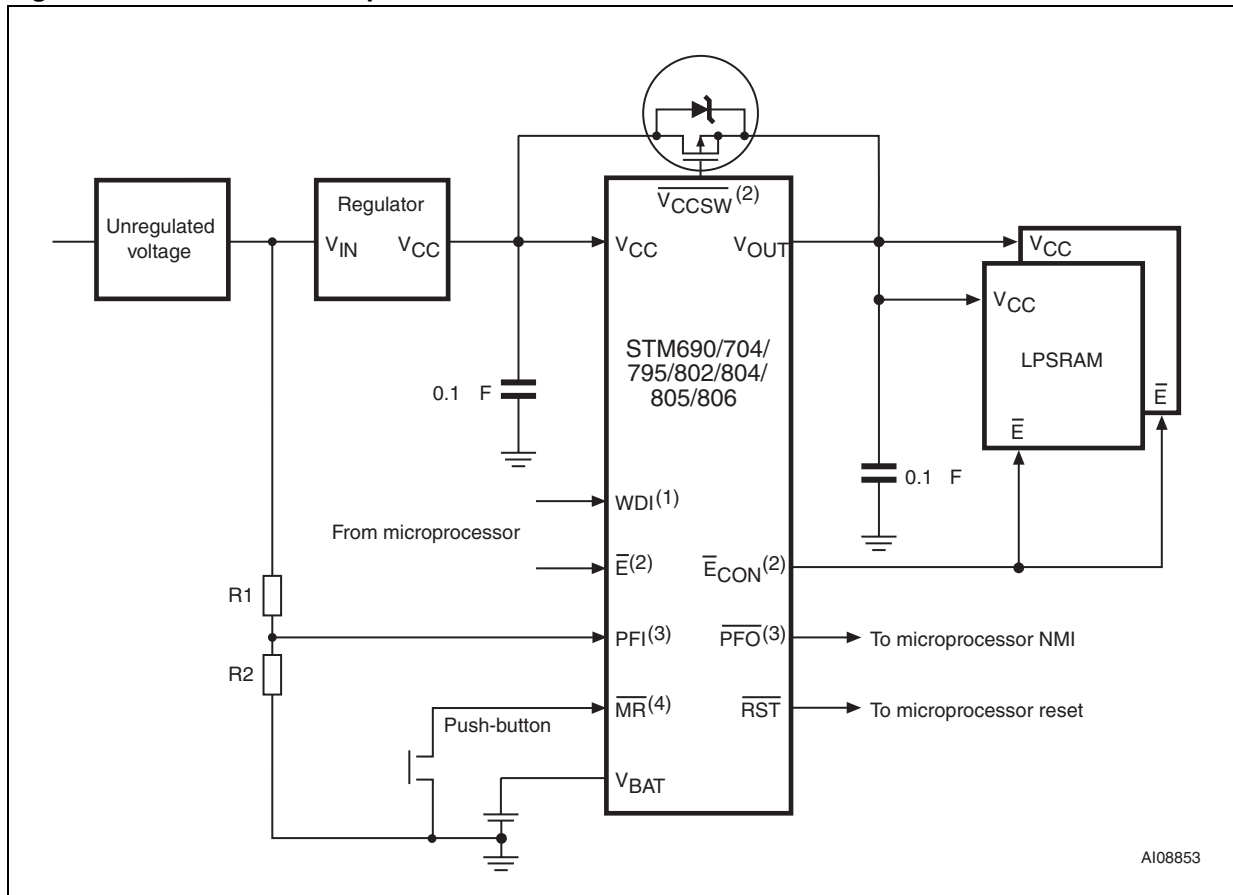 Unregulated
voltage
Regulator
VIN VCC
0.1 F
VCCSW(2)
VCC VOUT
STM690/704/
795/802/804/
805/806
VCC
VCC
LPSRAM
E
E
0.1 F
WDI(1)
From microprocessor
E(2) ECON(2)
R1
PFI(3) PFO(3) To microprocessor NMI
R2
MR(4) RST To microprocessor reset
Push-button
VBAT
AI08853